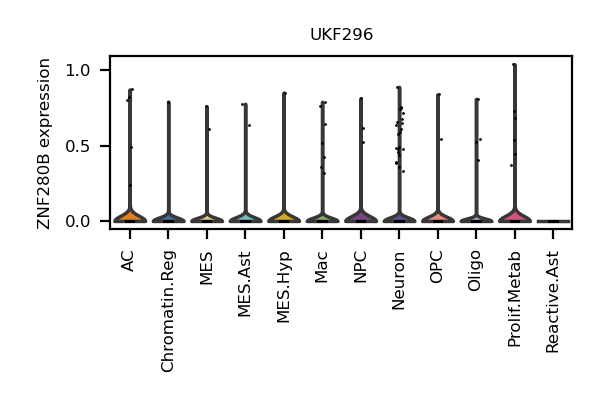 UKF296
ZNF280B expression
1.0
0.5
0.0
AC
Chromatin.Reg
MES
MES.Ast
MES.Hyp
Mac
NPC
Neuron
OPC
Oligo
Prolif.Metab
Reactive.Ast